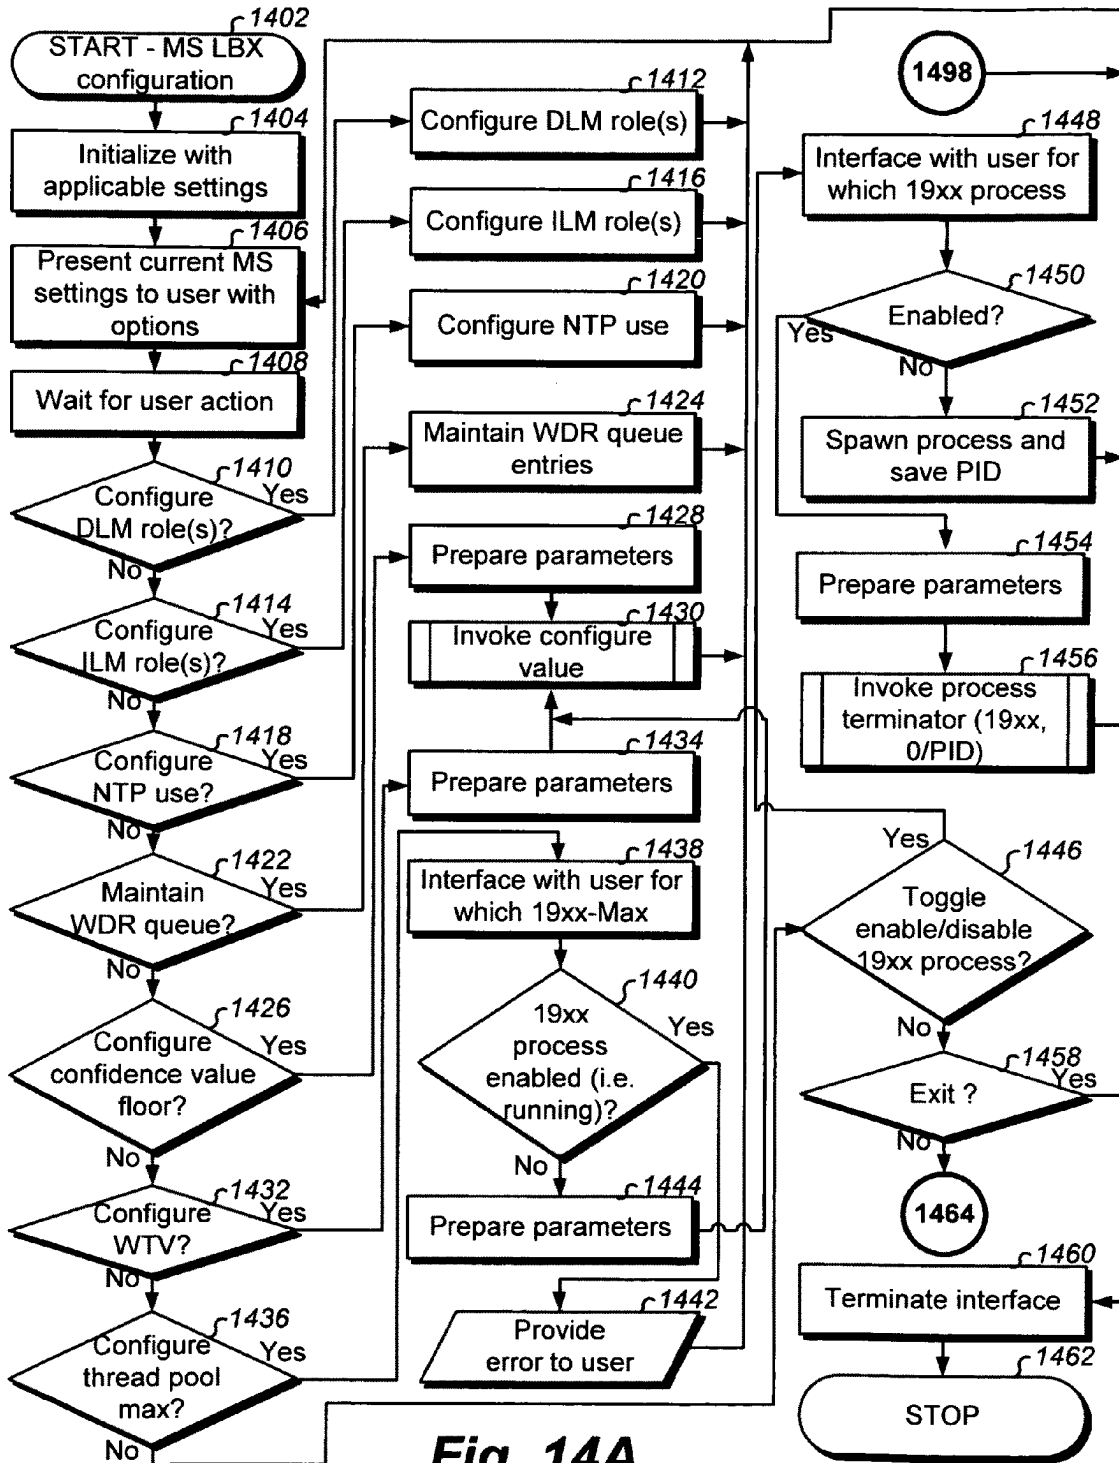 1402
START - MS LBX
configuration
1404
Initialize with
applicable settings
1406
Present current MS
settings to user with
options
1408
Wait for user action
1410
Configure
DLM role(s)?
Yes
No
1414
Configure
ILM role(s)?
Yes
No
1418
Configure
NTP use?
Yes
No
1422
Maintain
WDR queue?
Yes
No
1426
Configure
confidence value
floor?
Yes
No
1432
Configure
WTV?
Yes
No
1436
Configure
thread pool
max?
Yes
No
1412
Configure DLM role(s)
1416
Configure ILM role(s)
1420
Configure NTP use
1424
Maintain WDR queue
entries
1428
Prepare parameters
1430
Invoke configure
value
1434
Prepare parameters
1438
Interface with user for
which 19xx-Max
1440
19xx
process
enabled (i.e.
running)?
Yes
No
1444
Prepare parameters
1442
Provide
error to user
1498
1448
Interface with user for
which 19xx process
1450
Enabled?
Yes
No
1452
Spawn process and
save PID
1454
Prepare parameters
1456
Invoke process
terminator (19xx,
0/PID)
Yes
1446
Toggle
enable/disable
19xx process?
No
1458
Exit ?
Yes
No
1464
1460
Terminate interface
1462
STOP
Fig. 14A